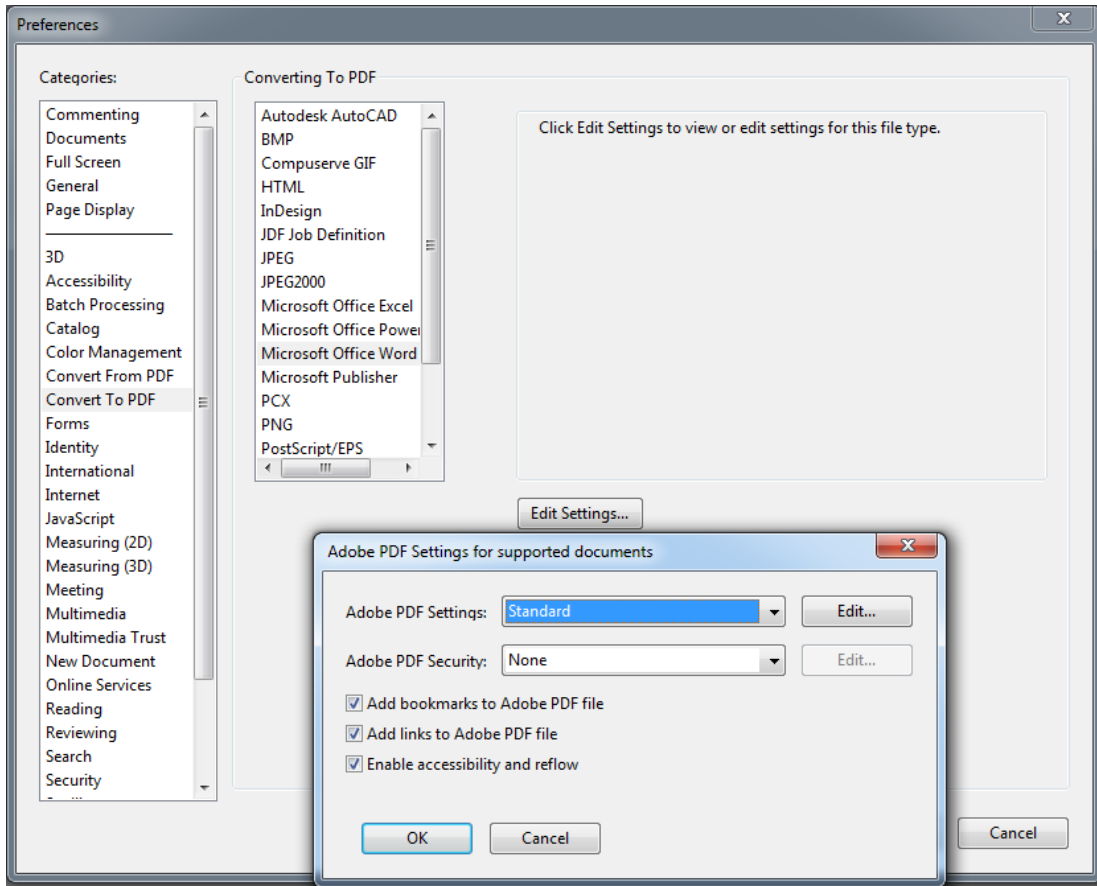 Preferences
Categories:
Commenting
Documents
Full Screen
General
Page Display
3D
Accessibility
Batch Processing
Catalog
Color Management
Convert From PDF
Convert To PDF
Forms
Identity
International
Internet
JavaScript
Measuring (2D)
Measuring (3D)
Meeting
Multimedia
Multimedia Trust
New Document
Online Services
Reading
Reviewing
Search
Security
Converting To PDF
Autodesk AutoCAD
BMP
Compuserve GIF
HTML
InDesign
JDF Job Definition
JPEG
JPEG2000
Microsoft Office Excel
Microsoft Office Power
Microsoft Office Word
Microsoft Publisher
PCX
PNG
PostScript/EPS
Click Edit Settings to view or edit settings for this file type.
Edit Settings...
Adobe PDF Settings for supported documents
Adobe PDF Settings: Standard Edit...
Adobe PDF Security: None Edit...
Add bookmarks to Adobe PDF file
Add links to Adobe PDF file
Enable accessibility and reflow
OK Cancel
Cancel